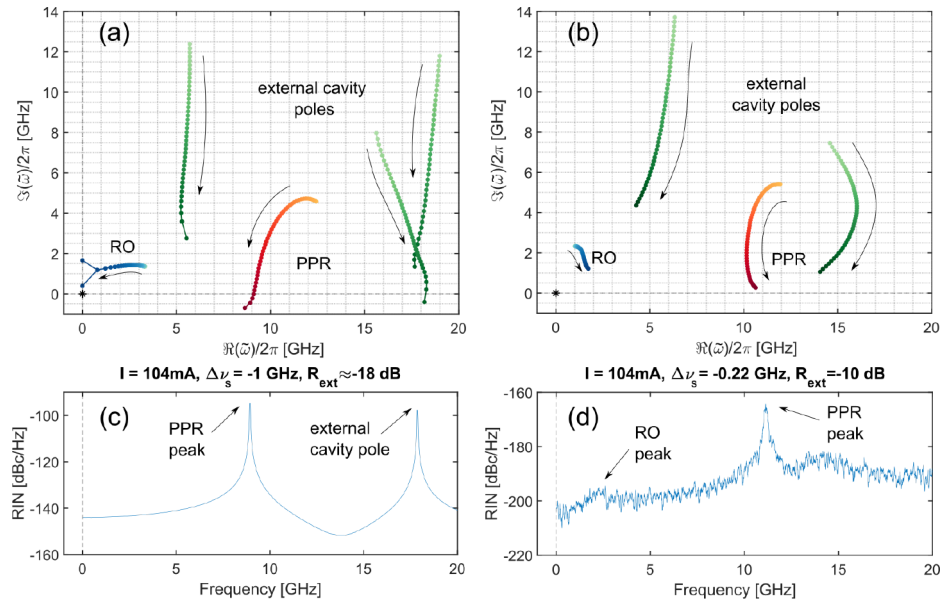 (a)
external cavity
poles
RO
PPR
ℑ(ω̃)/2π [GHz]
14
12
10
8
6
4
2
0
0 5 10 15 20
ℜ(ω̃)/2π [GHz]
(b)
external
cavity poles
RO
PPR
ℑ(ω̃)/2π [GHz]
14
12
10
8
6
4
2
0
0 5 10 15 20
ℜ(ω̃)/2π [GHz]
I = 104mA, Δν_s = -1 GHz, R_ext ≈-18 dB
(c)
PPR
peak
external
cavity pole
RIN [dBc/Hz]
-100
-120
-140
-160
0 5 10 15 20
Frequency [GHz]
I = 104mA, Δν_s = -0.22 GHz, R_ext=-10 dB
(d)
RO
peak
PPR
peak
RIN [dBc/Hz]
-160
-180
-200
-220
0 5 10 15 20
Frequency [GHz]